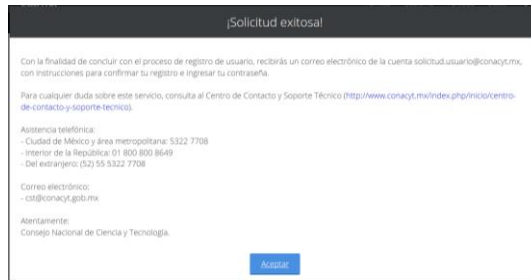 ¡Solicitud exitosa!
Con la finalidad de concluir con el proceso de registro de usuario, recibirás un correo electrónico de la cuenta solicitud.usuario@conacyt.mx,
con instrucciones para confirmar tu registro e ingresar tu contraseña.
Para cualquier duda sobre este servicio, consulta al Centro de Contacto y Soporte Técnico (http://www.conacyt.mx/index.php/inicio/centro-
de-contacto-y-soporte-tecnico).
Asistencia telefónica:
- Ciudad de México y área metropolitana: 5322 7708
- Interior de la República: 01 800 800 8649
- Del extranjero: (52) 55 5322 7708
Correo electrónico:
- cst@conacyt.gob.mx
Atentamente:
Consejo Nacional de Ciencia y Tecnología.
Aceptar